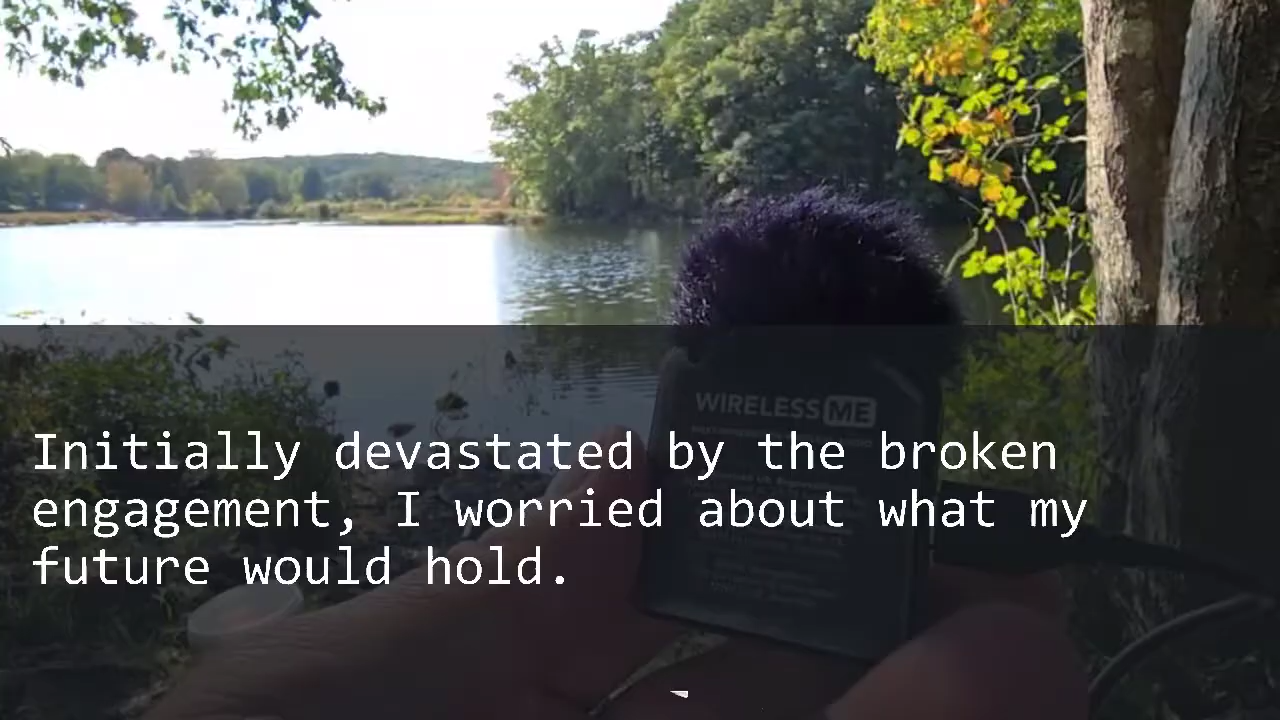 WIRELESS ME
Initially devastated by the broken
engagement, I worried about what my
future would hold.